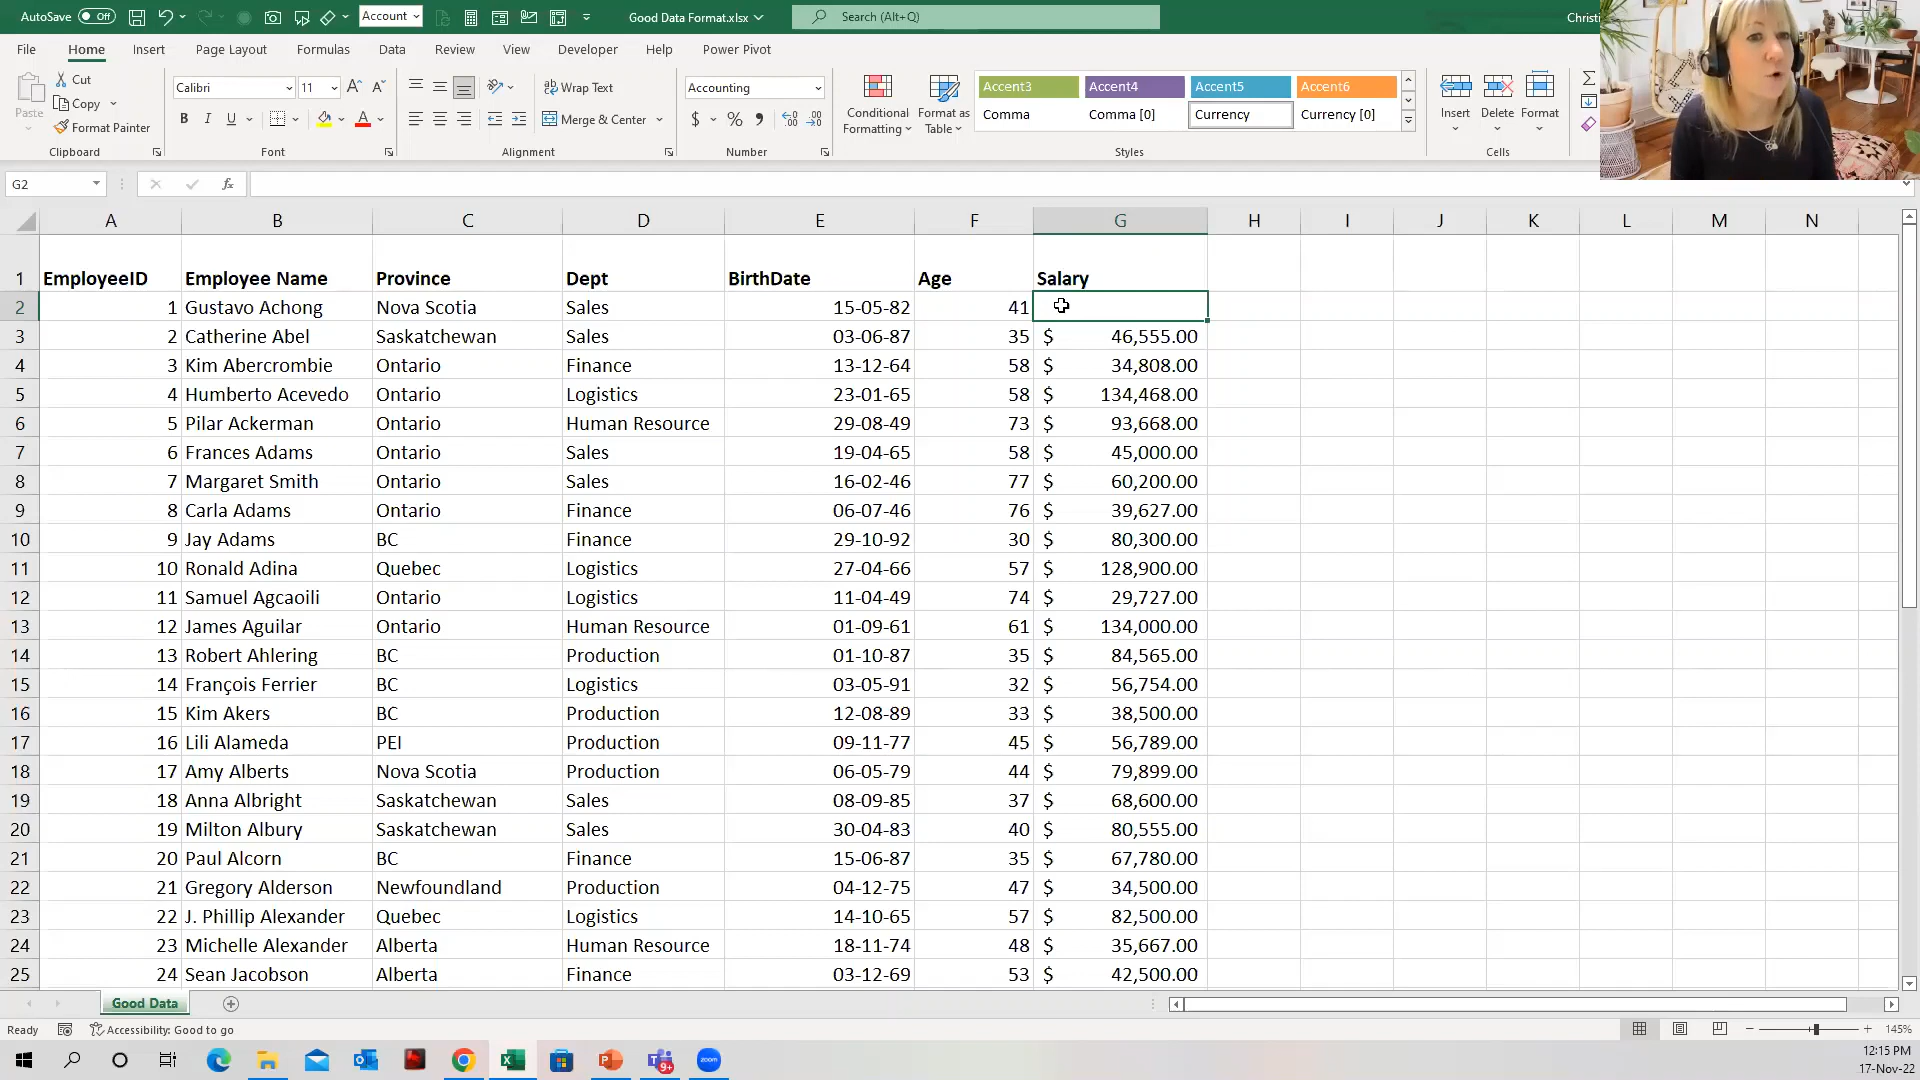 AutoSave Off Account Good Data Format.xlsx Search (Alt+Q) Christi
File Home Insert Draw Page Layout Formulas Data Review View Developer Help Power Pivot
Paste Cut Copy Format Painter Clipboard
Calibri 11 A A B I U A Font
Wrap Text Merge & Center Alignment
Accounting $ % , Number
Conditional Formatting Format as Table
Accent3 Accent4 Accent5 Accent6
Comma Comma [0] Currency Currency [0]
Styles
Insert Delete Format Cells
G2 fx
A B C D E F G H I J K L M N
1 EmployeeID Employee Name Province Dept BirthDate Age Salary
2 1 Gustavo Achong Nova Scotia Sales 15-05-82 41
3 2 Catherine Abel Saskatchewan Sales 03-06-87 35 $ 46,555.00
4 3 Kim Abercrombie Ontario Finance 13-12-64 58 $ 34,808.00
5 4 Humberto Acevedo Ontario Logistics 23-01-65 58 $ 134,468.00
6 5 Pilar Ackerman Ontario Human Resource 29-08-49 73 $ 93,668.00
7 6 Frances Adams Ontario Sales 19-04-65 58 $ 45,000.00
8 7 Margaret Smith Ontario Sales 16-02-46 77 $ 60,200.00
9 8 Carla Adams Ontario Finance 06-07-46 76 $ 39,627.00
10 9 Jay Adams BC Finance 29-10-92 30 $ 80,300.00
11 10 Ronald Adina Quebec Logistics 27-04-66 57 $ 128,900.00
12 11 Samuel Agcaoili Ontario Logistics 11-04-49 74 $ 29,727.00
13 12 James Aguilar Ontario Human Resource 01-09-61 61 $ 134,000.00
14 13 Robert Ahlering BC Production 01-10-87 35 $ 84,565.00
15 14 François Ferrier BC Logistics 03-05-91 32 $ 56,754.00
16 15 Kim Akers BC Production 12-08-89 33 $ 38,500.00
17 16 Lili Alameda PEI Production 09-11-77 45 $ 56,789.00
18 17 Amy Alberts Nova Scotia Production 06-05-79 44 $ 79,899.00
19 18 Anna Albright Saskatchewan Sales 08-09-85 37 $ 68,600.00
20 19 Milton Albury Saskatchewan Sales 30-04-83 40 $ 80,555.00
21 20 Paul Alcorn BC Finance 15-06-87 35 $ 67,780.00
22 21 Gregory Alderson Newfoundland Production 04-12-75 47 $ 34,500.00
23 22 J. Phillip Alexander Quebec Logistics 14-10-65 57 $ 82,500.00
24 23 Michelle Alexander Alberta Human Resource 18-11-74 48 $ 35,667.00
25 24 Sean Jacobson Alberta Finance 03-12-69 53 $ 42,500.00
Good Data
Ready Accessibility: Good to go 145%
12:15 PM
17-Nov-22